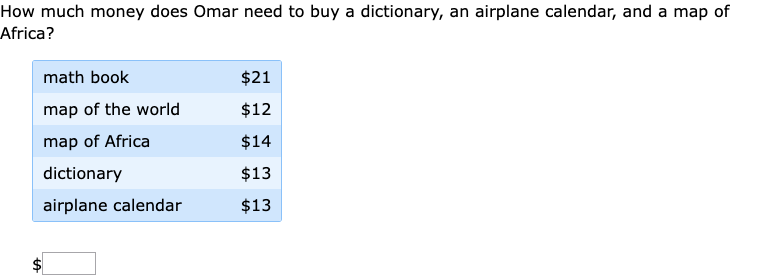 How much money does Omar need to buy a dictionary, an airplane calendar, and a map of
Africa?
math book $21
map of the world $12
map of Africa $14
dictionary $13
airplane calendar $13
$